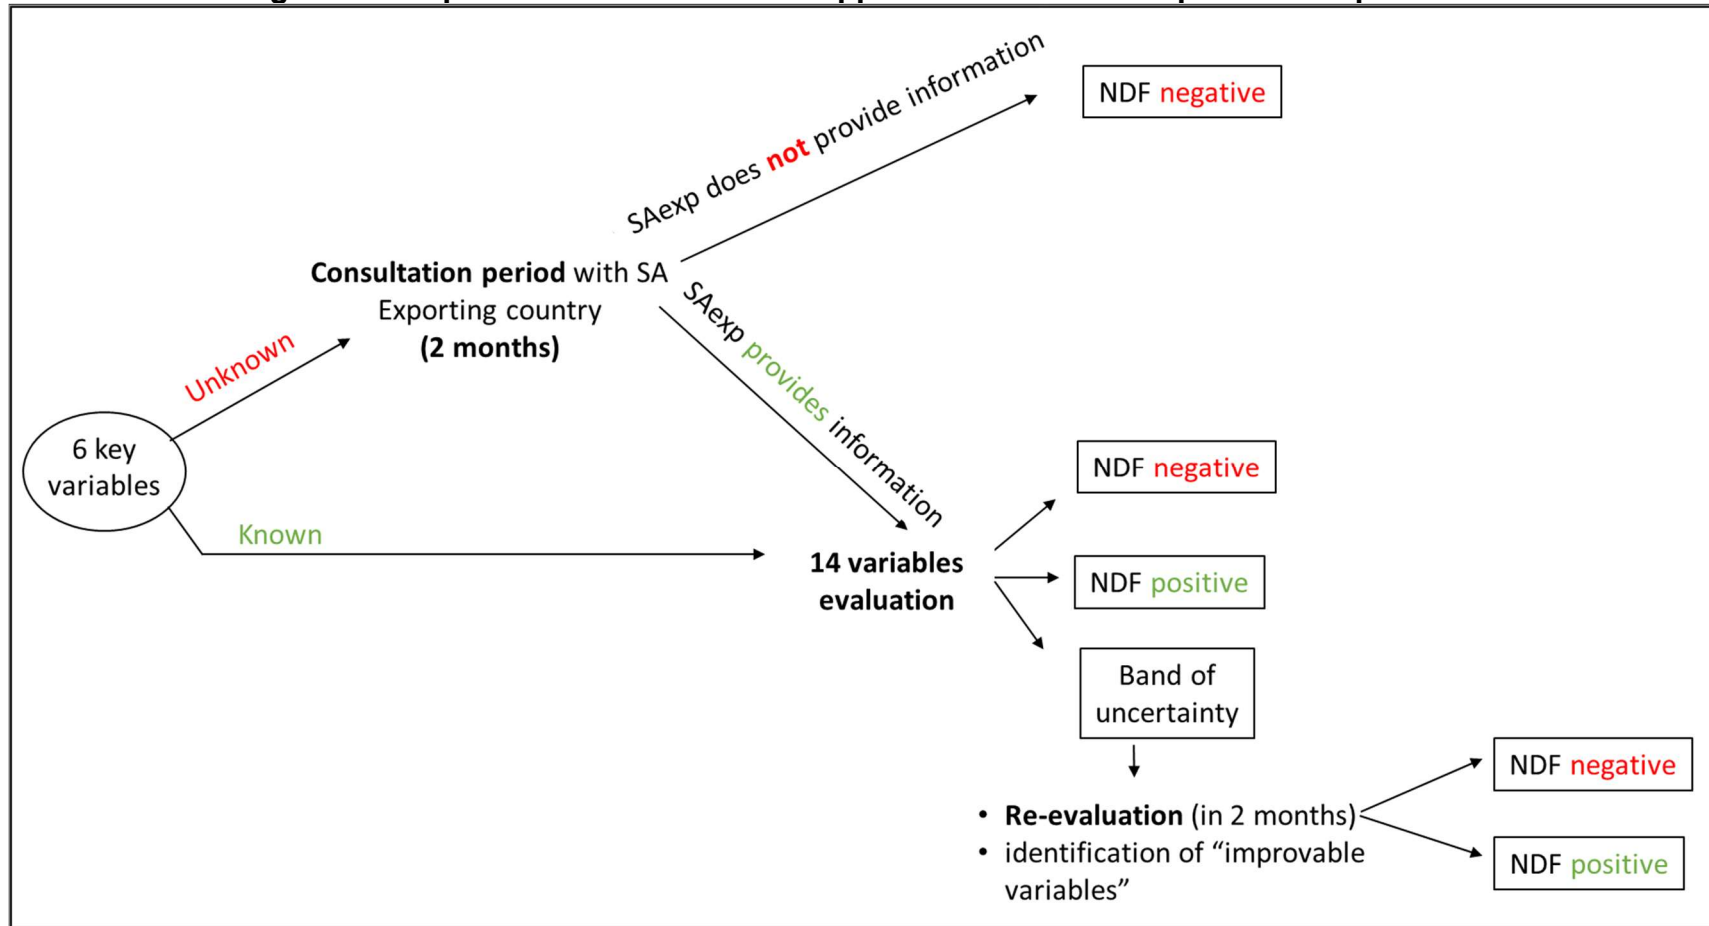 SAexp does not provide information
NDF negative
Consultation period with SA
Exporting country
(2 months)
SAexp provides information
Unknown
6 key
variables
Known
14 variables
evaluation
NDF negative
NDF positive
Band of
uncertainty
• Re-evaluation (in 2 months)
• identification of “improvable
variables”
NDF negative
NDF positive